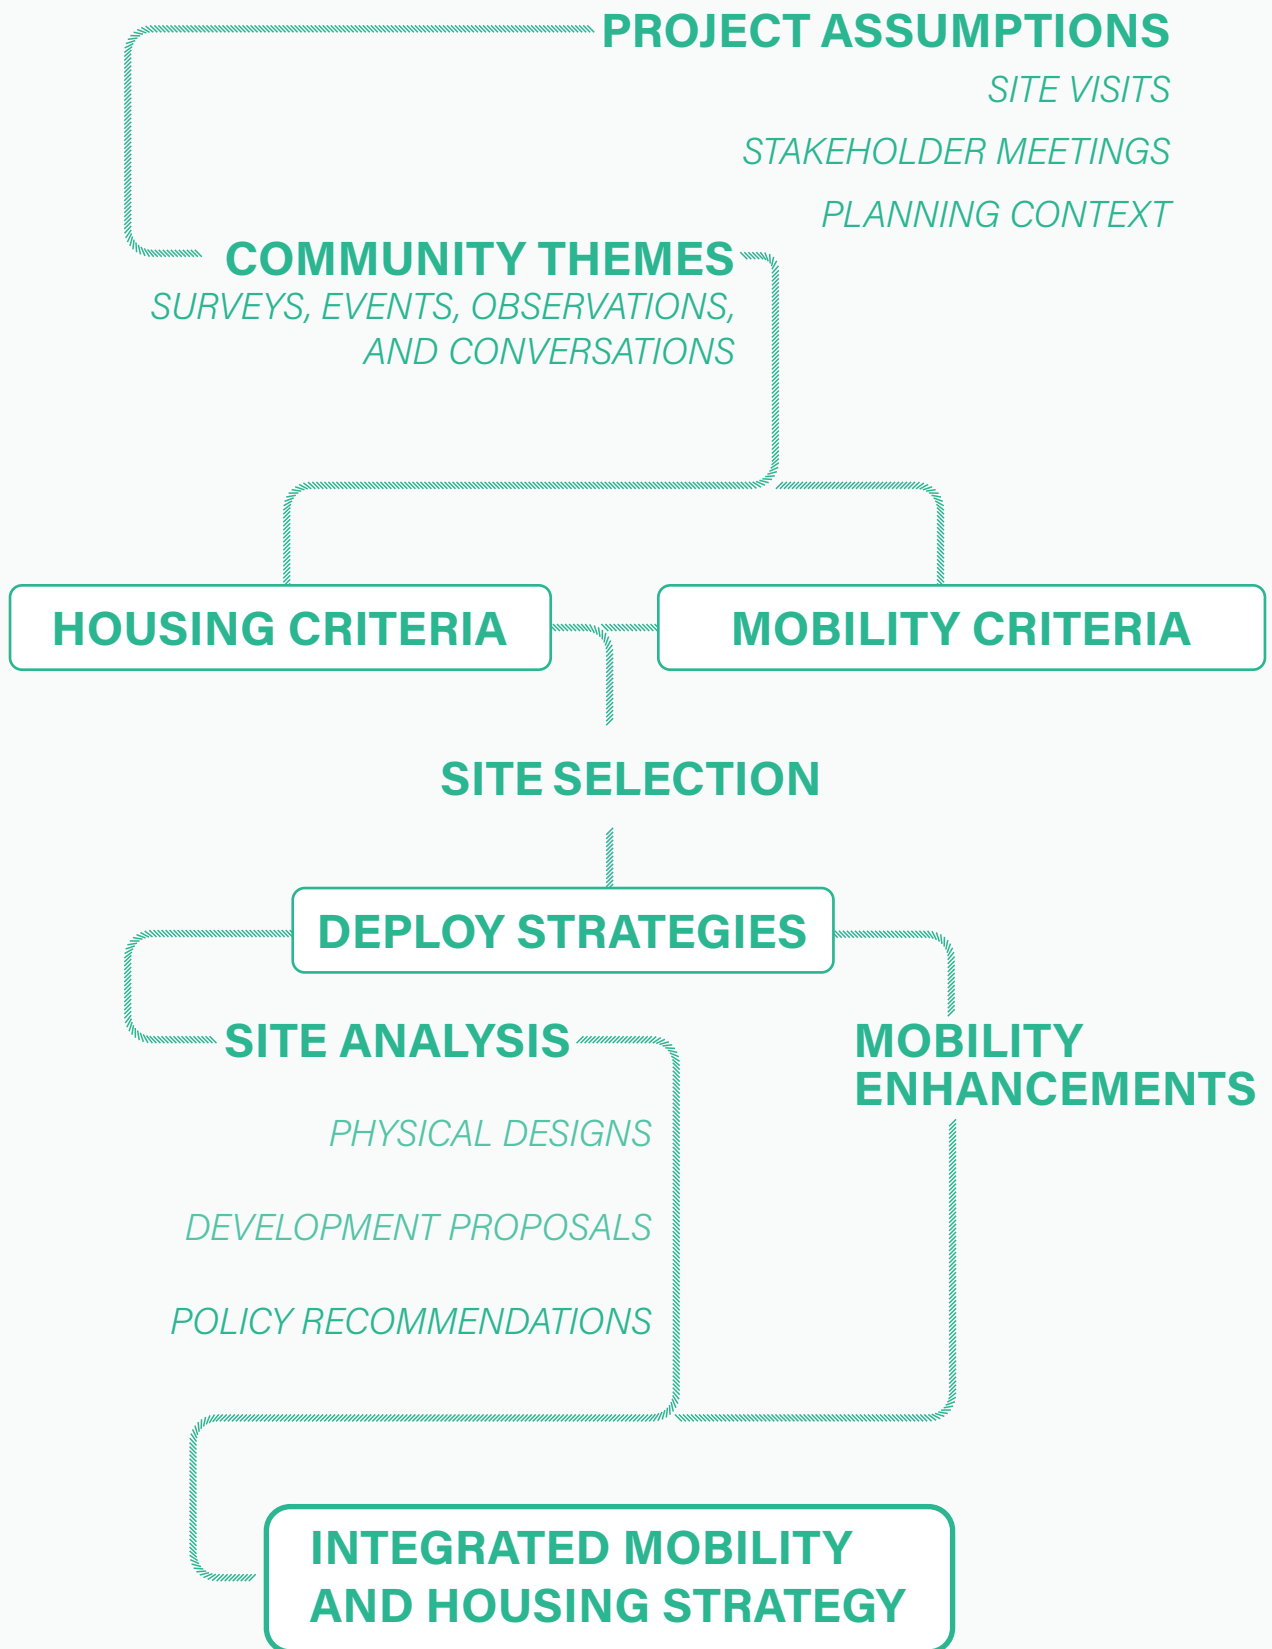 PROJECT ASSUMPTIONS
SITE VISITS
STAKEHOLDER MEETINGS
PLANNING CONTEXT
COMMUNITY THEMES
SURVEYS, EVENTS, OBSERVATIONS,
AND CONVERSATIONS
HOUSING CRITERIA
MOBILITY CRITERIA
SITE SELECTION
DEPLOY STRATEGIES
SITE ANALYSIS
PHYSICAL DESIGNS
DEVELOPMENT PROPOSALS
POLICY RECOMMENDATIONS
MOBILITY
ENHANCEMENTS
INTEGRATED MOBILITY
AND HOUSING STRATEGY